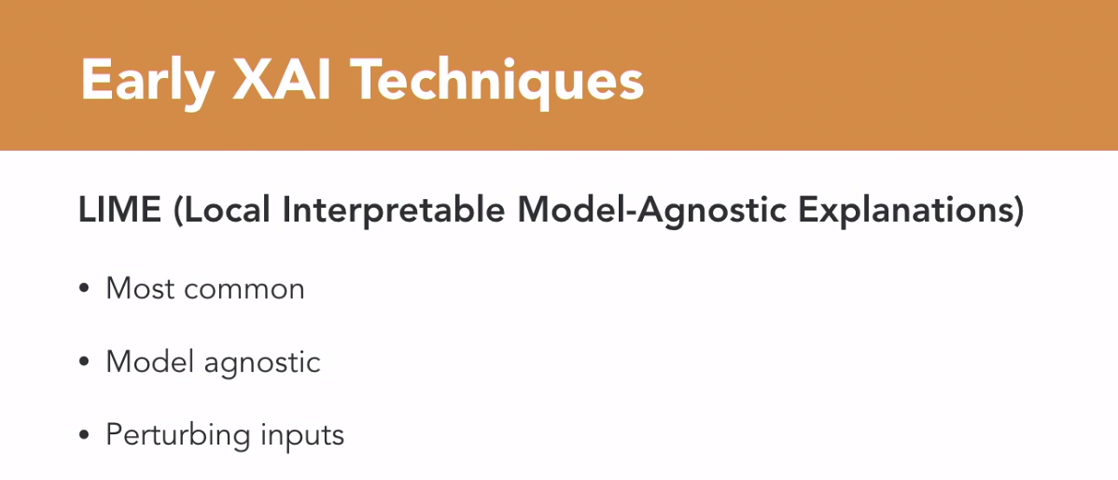 Early XAI Techniques
LIME (Local Interpretable Model-Agnostic Explanations)
• Most common
• Model agnostic
• Perturbing inputs